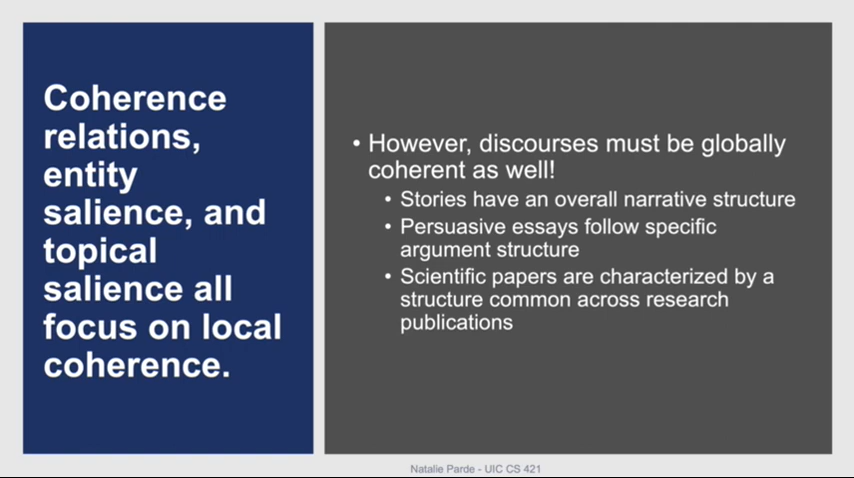 Coherence
relations,
entity
salience, and
topical
salience all
focus on local
coherence.
• However, discourses must be globally
coherent as well!
• Stories have an overall narrative structure
• Persuasive essays follow specific
argument structure
• Scientific papers are characterized by a
structure common across research
publications
Natalie Parde - UIC CS 421